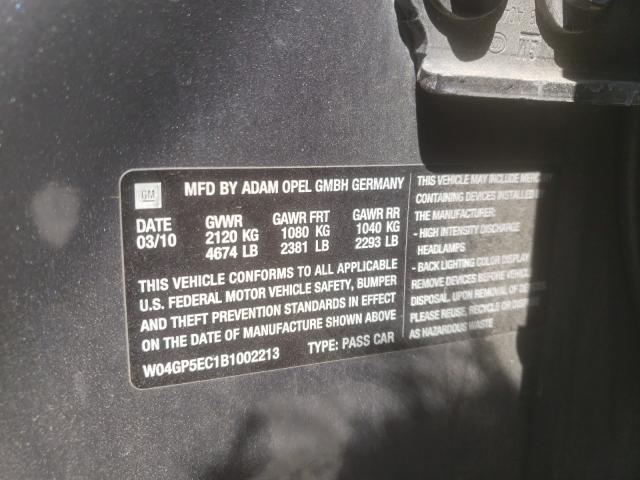 GM
MFD BY ADAM OPEL GMBH GERMANY
DATE GVWR GAWR FRT GAWR RR
03/10 2120 KG 1080 KG 1040 KG
4674 LB 2381 LB 2293 LB
THIS VEHICLE CONFORMS TO ALL APPLICABLE
U.S. FEDERAL MOTOR VEHICLE SAFETY, BUMPER
AND THEFT PREVENTION STANDARDS IN EFFECT
ON THE DATE OF MANUFACTURE SHOWN ABOVE
W04GP5EC1B1002213 TYPE: PASS CAR
THIS VEHICLE MAY INCLUDE
CONTAINING DEVICES INSTALLED BY
THE MANUFACTURER:
- HIGH INTENSITY DISCHARGE
HEADLAMPS
- BACK LIGHTING COLOR DISPLAY
REMOVE DEVICES BEFORE VEHICLE
DISPOSAL. UPON REMOVAL OF
PLEASE REUSE, RECYCLE OR
AS HAZARDOUS WASTE